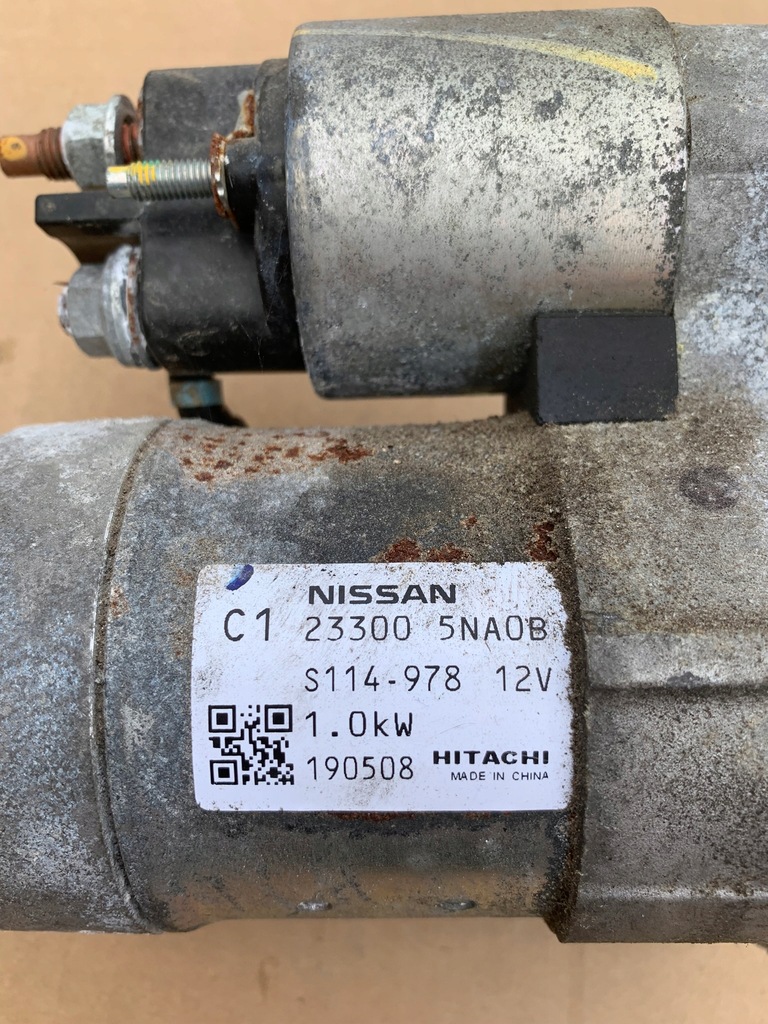 NISSAN
C1 23300 5NA0B
S114-978 12V
1.0kW
190508 HITACHI
MADE IN CHINA